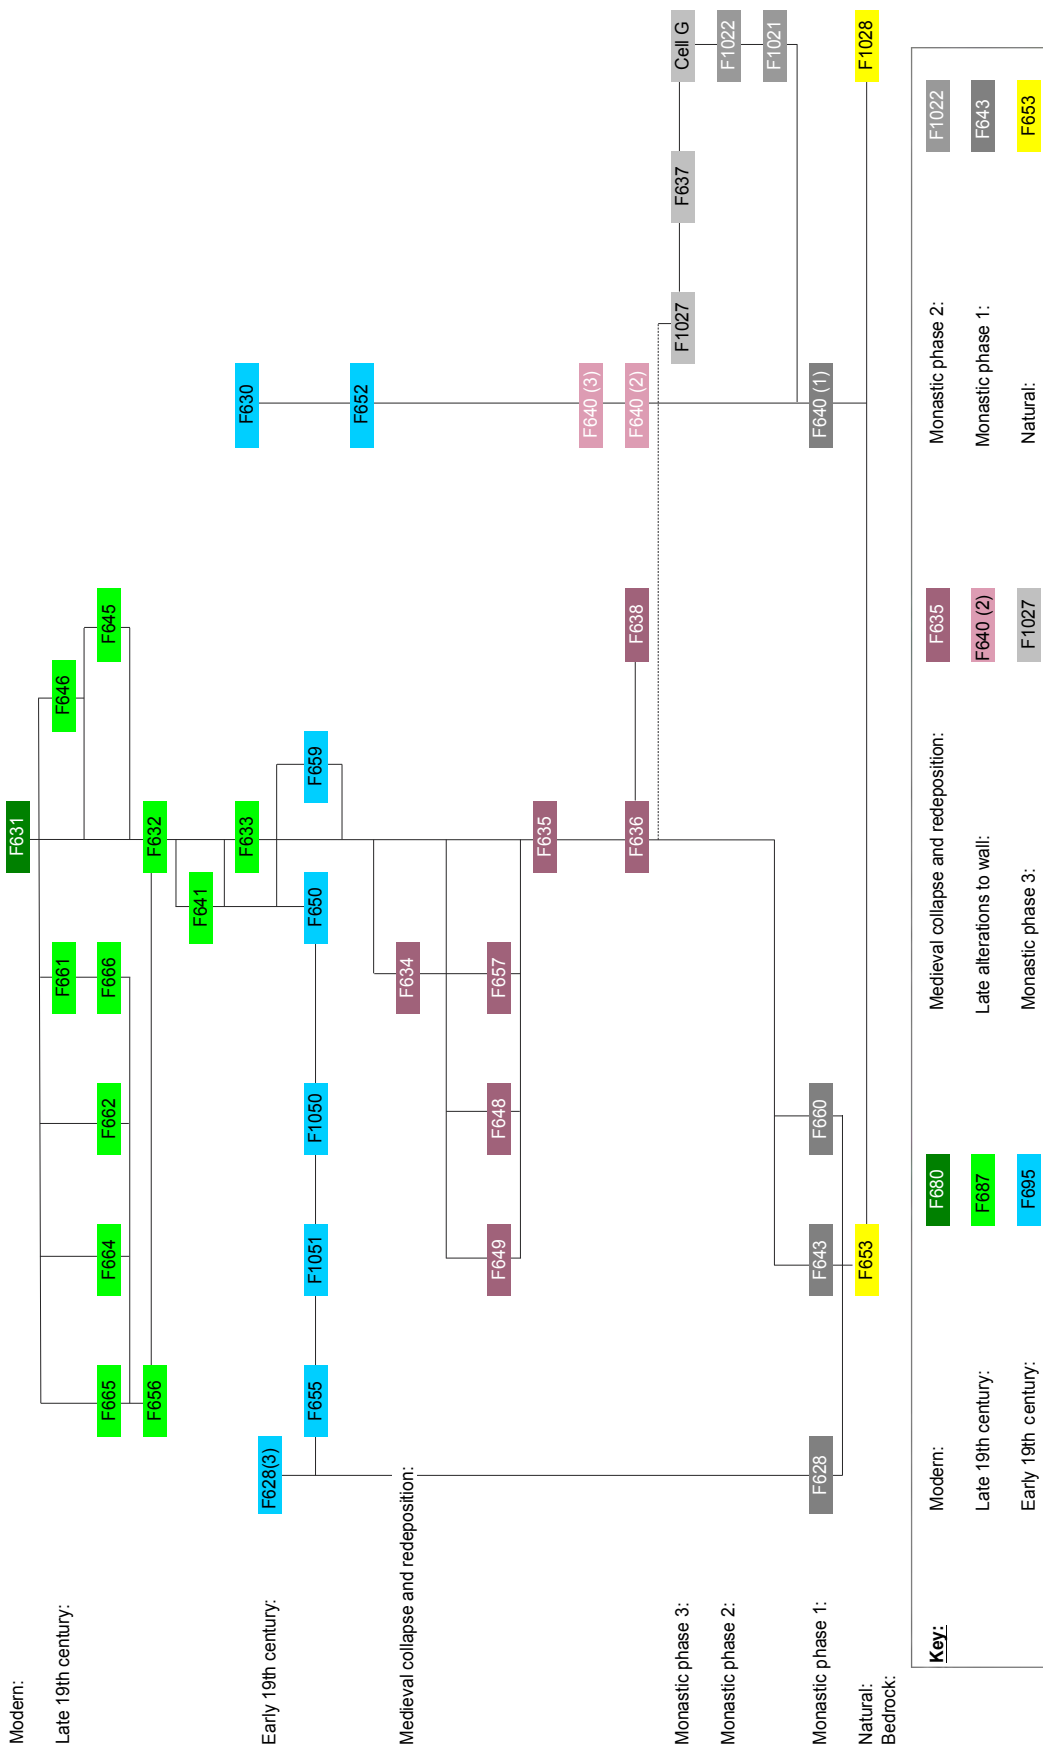 Modern:
F631
Late 19th century:
F661
F646
F665
F664
F662
F666
F645
F656
F632
F641
Early 19th century:
F628(3)
F633
F630
F655
F1051
F1050
F650
F659
F652
Medieval collapse and redeposition:
F634
F649
F648
F657
F635
F640 (3)
F636
F638
F640 (2)
Monastic phase 3:
F1027
F637
Cell G
Monastic phase 2:
F1022
F1021
Monastic phase 1:
F628
F643
F660
F640 (1)
Natural:
Bedrock:
F653
F1028
Key:
Modern:
F680
Medieval collapse and redeposition:
F635
Monastic phase 2:
F1022
Late 19th century:
F687
Late alterations to wall:
F640 (2)
Monastic phase 1:
F643
Early 19th century:
F695
Monastic phase 3:
F1027
Natural:
F653